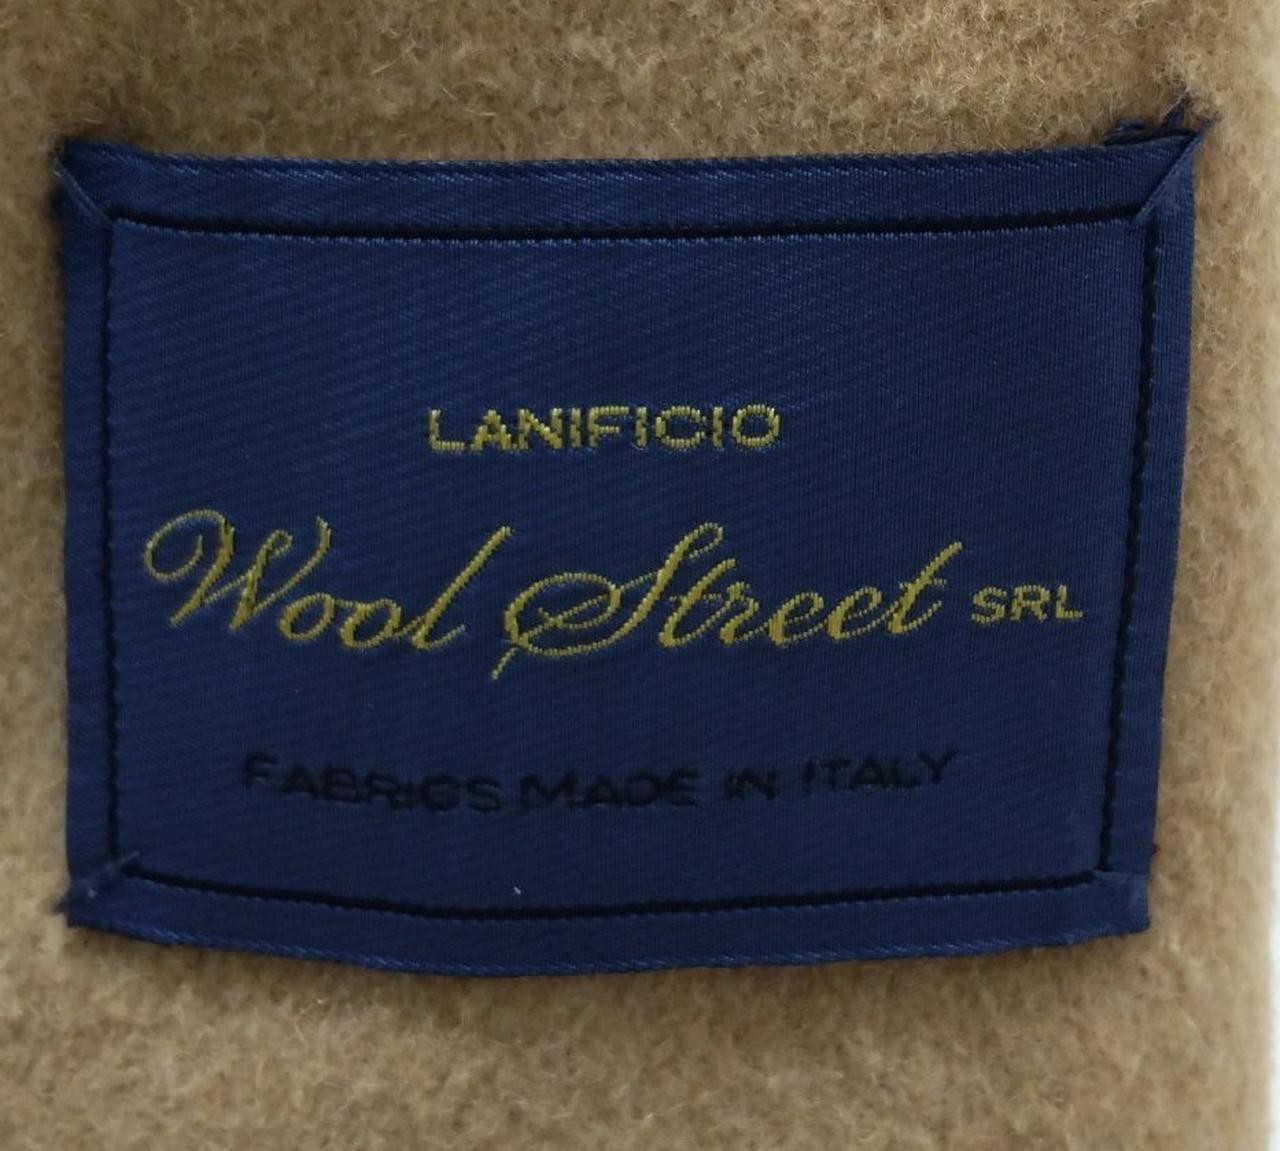 LANIFICIO
Wool Street SRL
FABRICS MADE IN ITALY